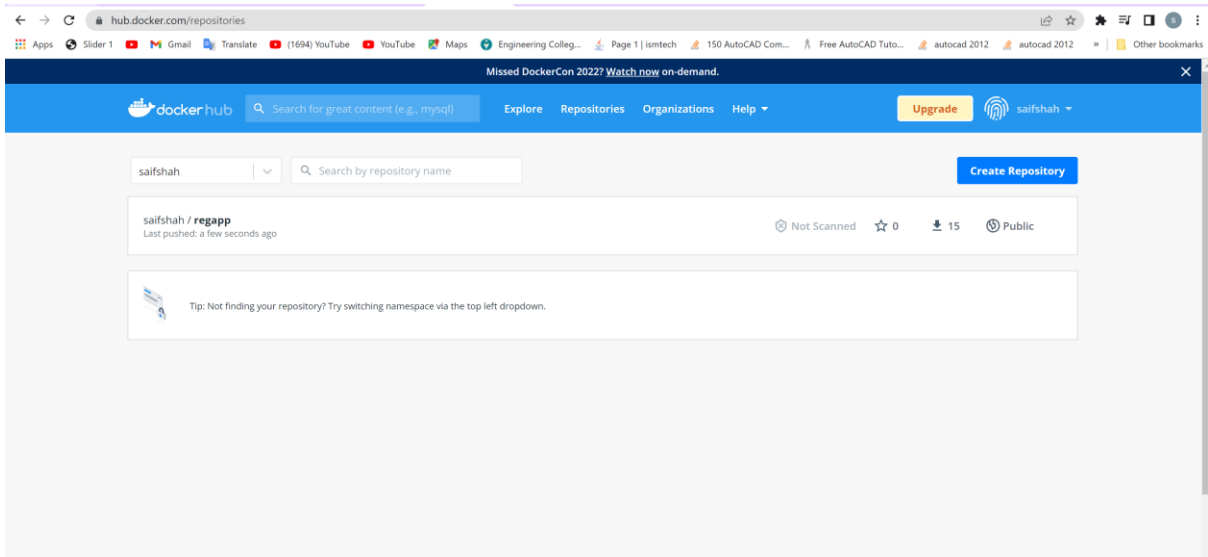 hub.docker.com/repositories
Apps Slider 1 Gmail Translate (1694) YouTube YouTube Maps Engineering Colleg... Page 1 | ismtech 150 AutoCAD Com... Free AutoCAD Tuto... autocad 2012 autocad 2012 » Other bookmarks
Missed DockerCon 2022? Watch now on-demand.
dockerhub Search for great content (e.g., mysql) Explore Repositories Organizations Help Upgrade saifshah
saifshah Search by repository name Create Repository
saifshah / regapp Not Scanned 0 15 Public
Last pushed: a few seconds ago
Tip: Not finding your repository? Try switching namespace via the top left dropdown.